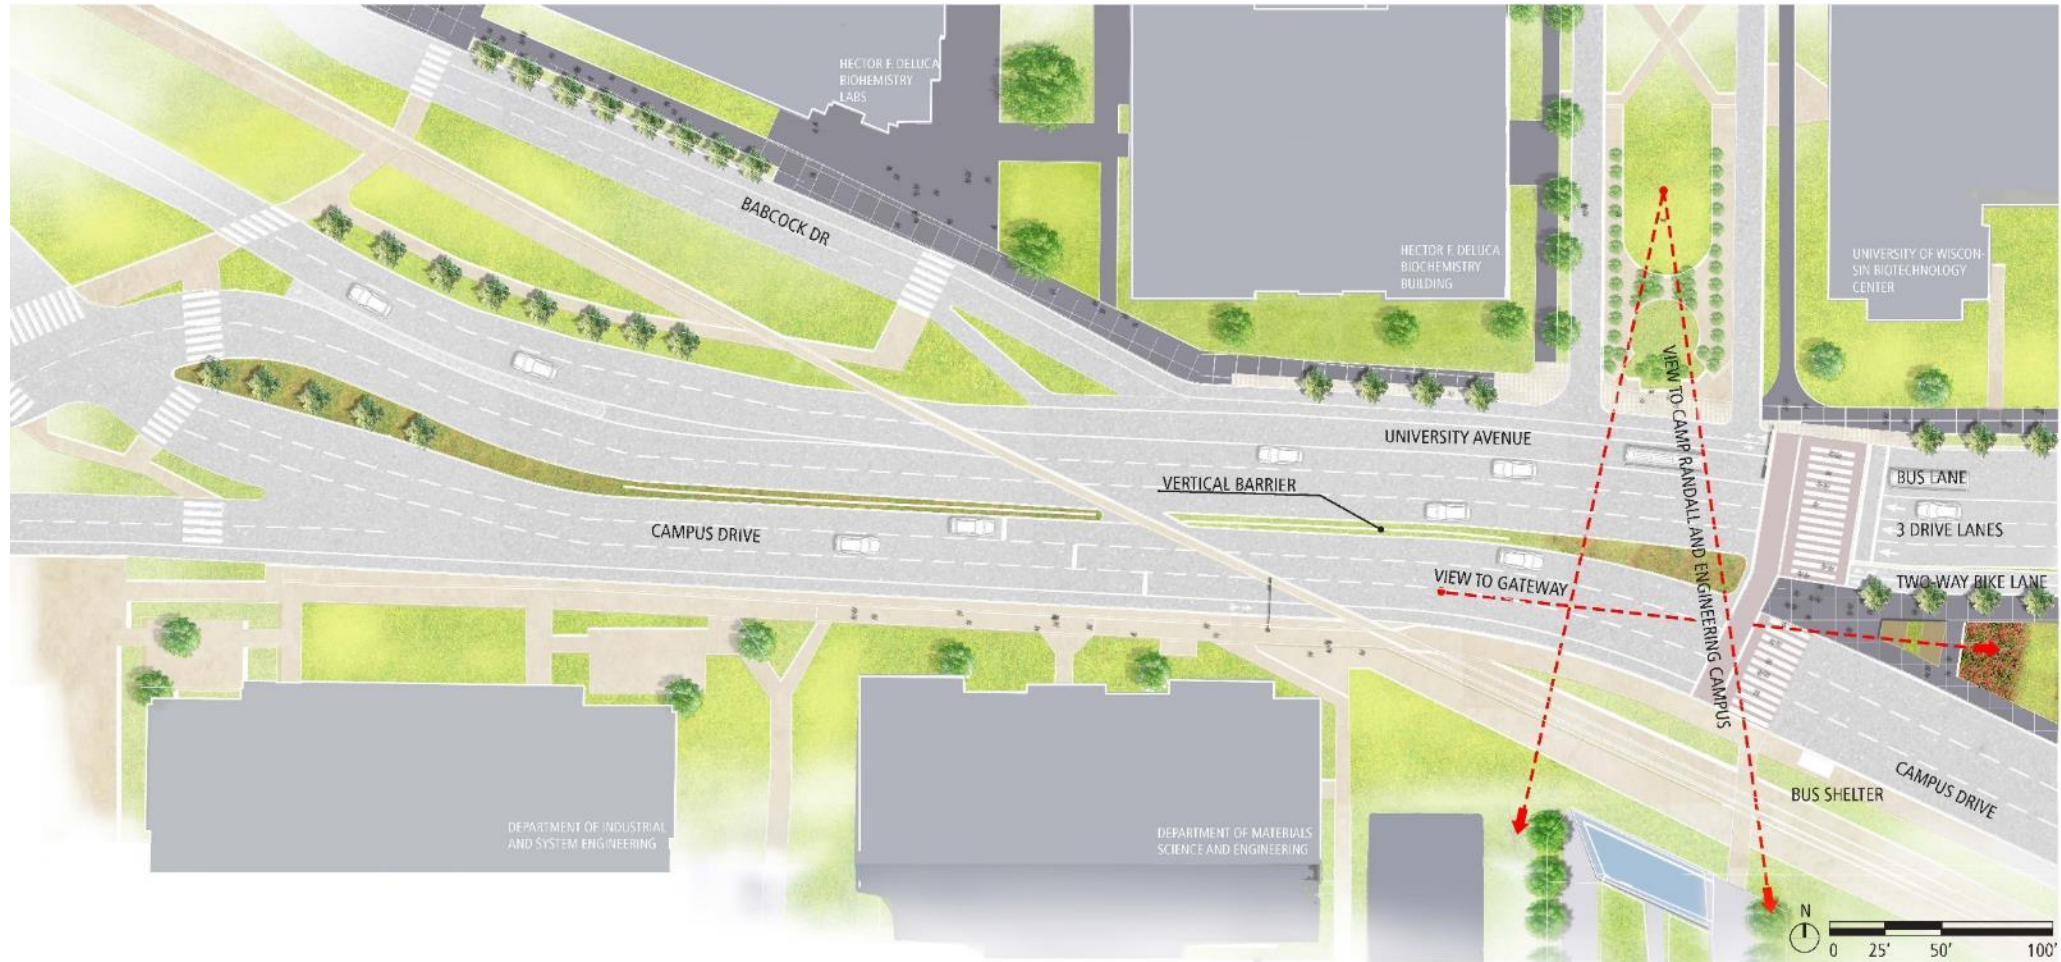 HECTOR F. DELUCA
BIOHEMISTRY
LABS
BABCOCK DR
HECTOR F. DELUCA
BIOCHEMISTRY
BUILDING
UNIVERSITY OF WISCON-
SIN BIOTECHNOLOGY
CENTER
VIEW TO CAMP RANDALL AND ENGINEERING CAMPUS
UNIVERSITY AVENUE
VERTICAL BARRIER
BUS LANE
CAMPUS DRIVE
3 DRIVE LANES
VIEW TO GATEWAY
TWO-WAY BIKE LANE
CAMPUS DRIVE
BUS SHELTER
DEPARTMENT OF INDUSTRIAL
AND SYSTEM ENGINEERING
DEPARTMENT OF MATERIALS
SCIENCE AND ENGINEERING
N
0 25' 50' 100'